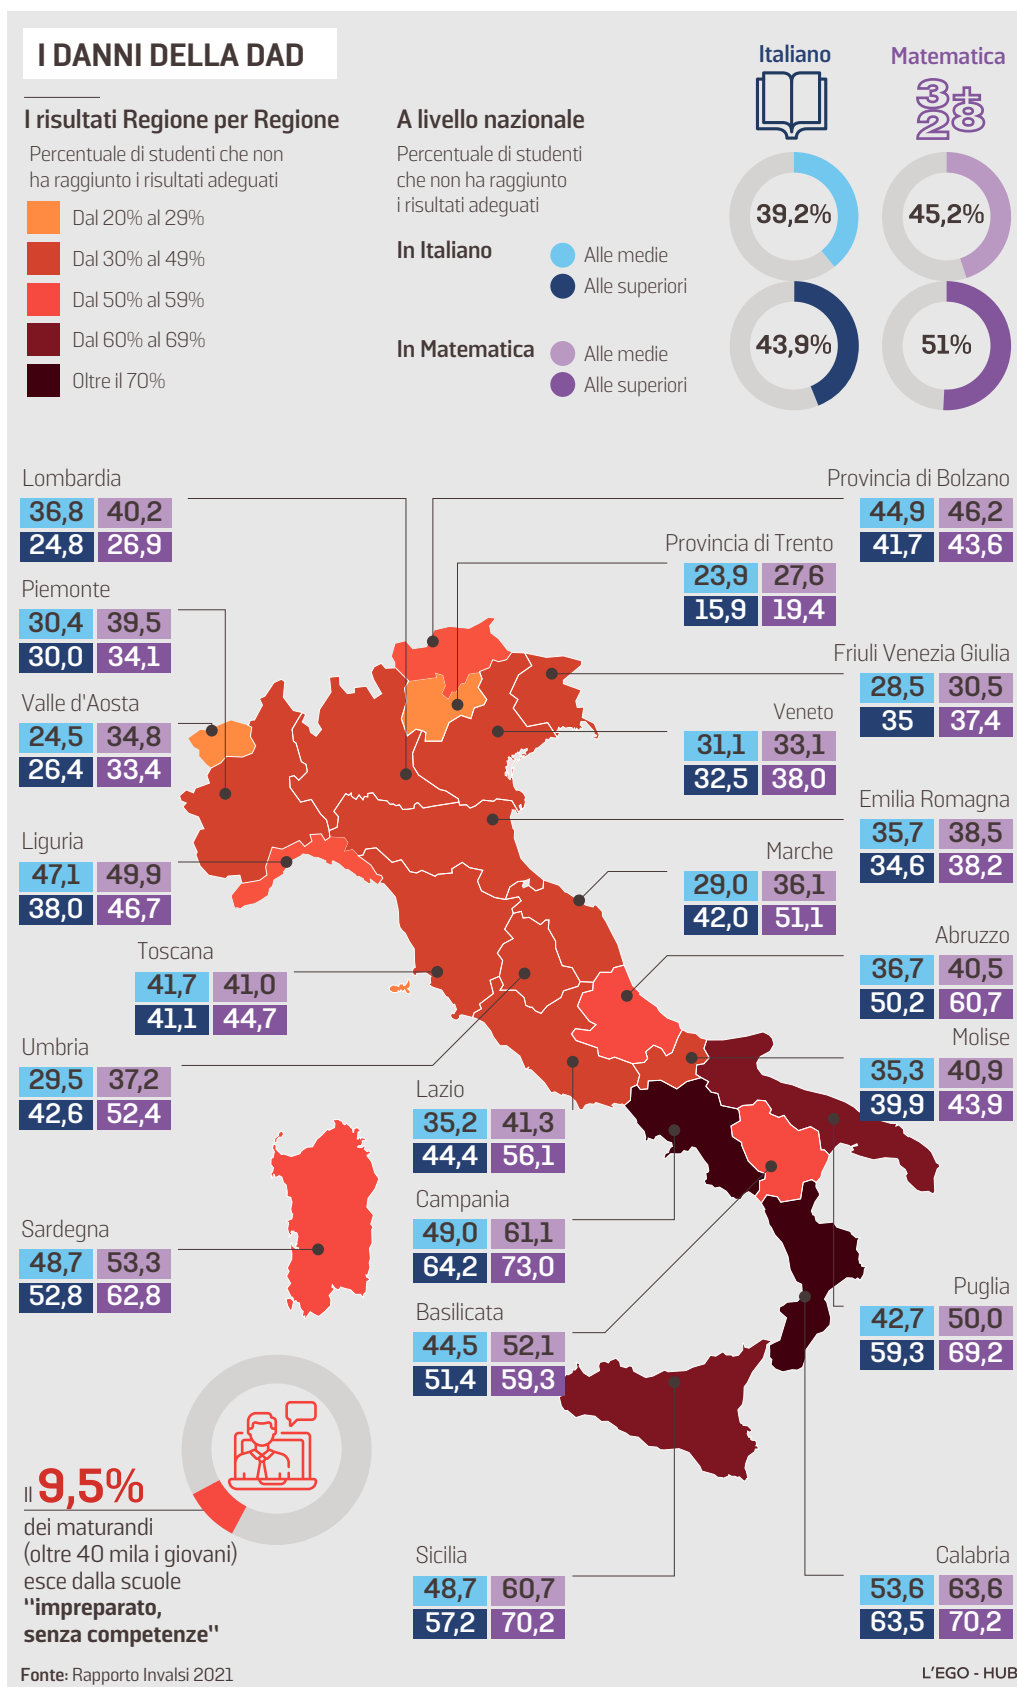 I DANNI DELLA DAD
I risultati Regione per Regione
Percentuale di studenti che non
ha raggiunto i risultati adeguati
Dal 20% al 29%
Dal 30% al 49%
Dal 50% al 59%
Dal 60% al 69%
Oltre il 70%
A livello nazionale
Percentuale di studenti
che non ha raggiunto
i risultati adeguati
In Italiano
Alle medie
Alle superiori
In Matematica
Alle medie
Alle superiori
Italiano
Matematica
3+
28
39,2%
45,2%
43,9%
51%
Lombardia
36,8 40,2
24,8 26,9
Provincia di Bolzano
44,9 46,2
41,7 43,6
Provincia di Trento
23,9 27,6
15,9 19,4
Piemonte
30,4 39,5
30,0 34,1
Friuli Venezia Giulia
28,5 30,5
35 37,4
Valle d'Aosta
24,5 34,8
26,4 33,4
Veneto
31,1 33,1
32,5 38,0
Emilia Romagna
35,7 38,5
34,6 38,2
Liguria
47,1 49,9
38,0 46,7
Marche
29,0 36,1
42,0 51,1
Toscana
41,7 41,0
41,1 44,7
Abruzzo
36,7 40,5
50,2 60,7
Umbria
29,5 37,2
42,6 52,4
Molise
35,3 40,9
39,9 43,9
Lazio
35,2 41,3
44,4 56,1
Campania
49,0 61,1
64,2 73,0
Sardegna
48,7 53,3
52,8 62,8
Basilicata
44,5 52,1
51,4 59,3
Puglia
42,7 50,0
59,3 69,2
Il 9,5%
dei maturandi
(oltre 40 mila i giovani)
esce dalla scuole
"impreparato,
senza competenze"
Sicilia
48,7 60,7
57,2 70,2
Calabria
53,6 63,6
63,5 70,2
Fonte: Rapporto Invalsi 2021
L'EGO - HUB